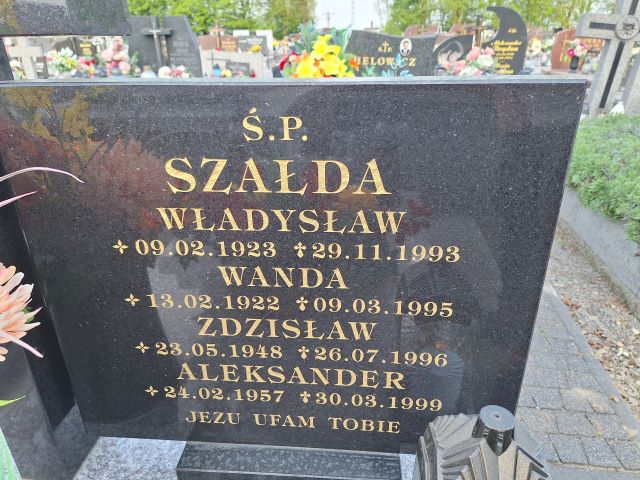 Ś.P.
SZAŁDA
WŁADYSŁAW
✢ 09.02.1923 ✝ 29.11.1993
WANDA
✢ 13.02.1922 ✝ 09.03.1995
ZDZISŁAW
✢ 23.05.1948 ✝ 26.07.1996
ALEKSANDER
✢ 24.02.1957 ✝ 30.03.1999
JEZU UFAM TOBIE